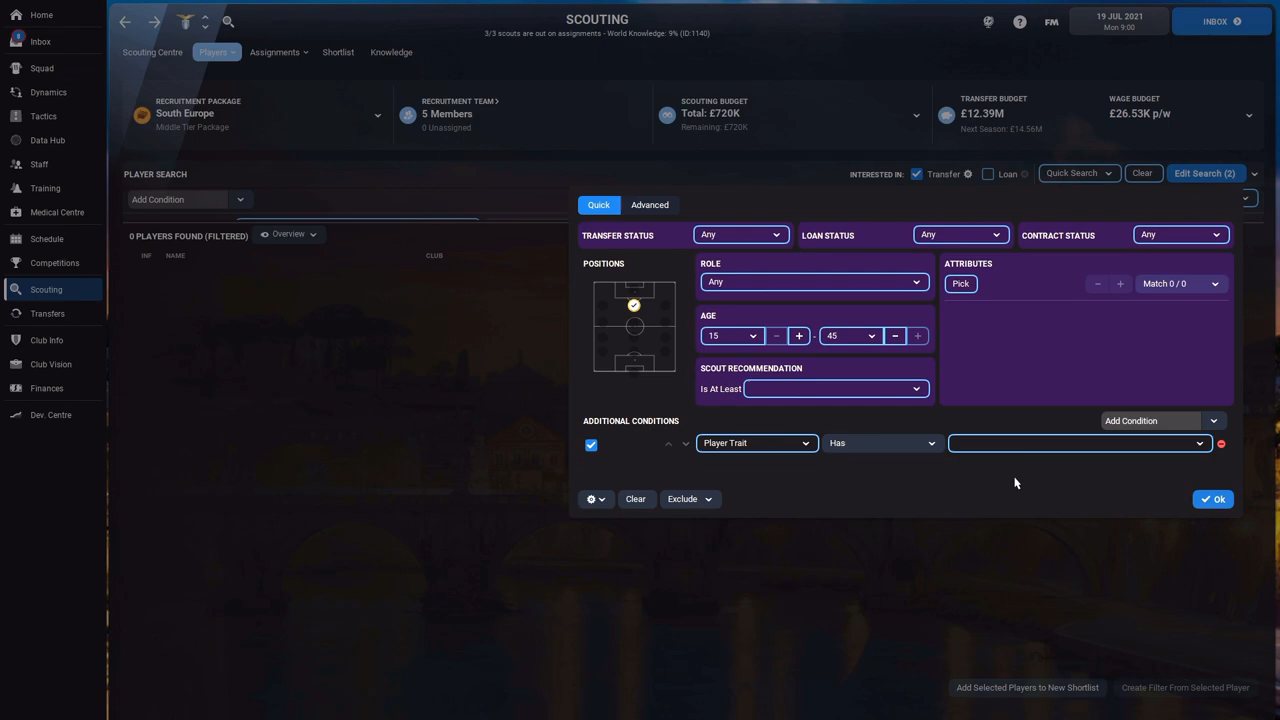 Home
Inbox
Squad
Dynamics
Tactics
Data Hub
Staff
Training
Medical Centre
Schedule
Competitions
Scouting
Transfers
Club Info
Club Vision
Finances
Dev. Centre
SCOUTING
3/3 scouts are out on assignments - World Knowledge: 9% (ID:1140)
FM
19 JUL 2021
Mon 9:00
INBOX
Scouting Centre
Players
Assignments
Shortlist
Knowledge
RECRUITMENT PACKAGE
South Europe
Middle Tier Package
RECRUITMENT TEAM
5 Members
0 Unassigned
SCOUTING BUDGET
Total: £720K
Remaining: £720K
TRANSFER BUDGET
£12.39M
Next Season: £14.56M
WAGE BUDGET
£26.53K p/w
PLAYER SEARCH
INTERESTED IN:
Transfer
Loan
Quick Search
Clear
Edit Search (2)
Add Condition
0 PLAYERS FOUND (FILTERED)
Overview
INF
NAME
CLUB
Quick
Advanced
TRANSFER STATUS
Any
LOAN STATUS
Any
CONTRACT STATUS
Any
POSITIONS
ROLE
Any
AGE
15
-
45
SCOUT RECOMMENDATION
Is At Least
ATTRIBUTES
Pick
Match 0 / 0
ADDITIONAL CONDITIONS
Add Condition
Player Trait
Has
Clear
Exclude
Ok
Add Selected Players to New Shortlist
Create Filter From Selected Player